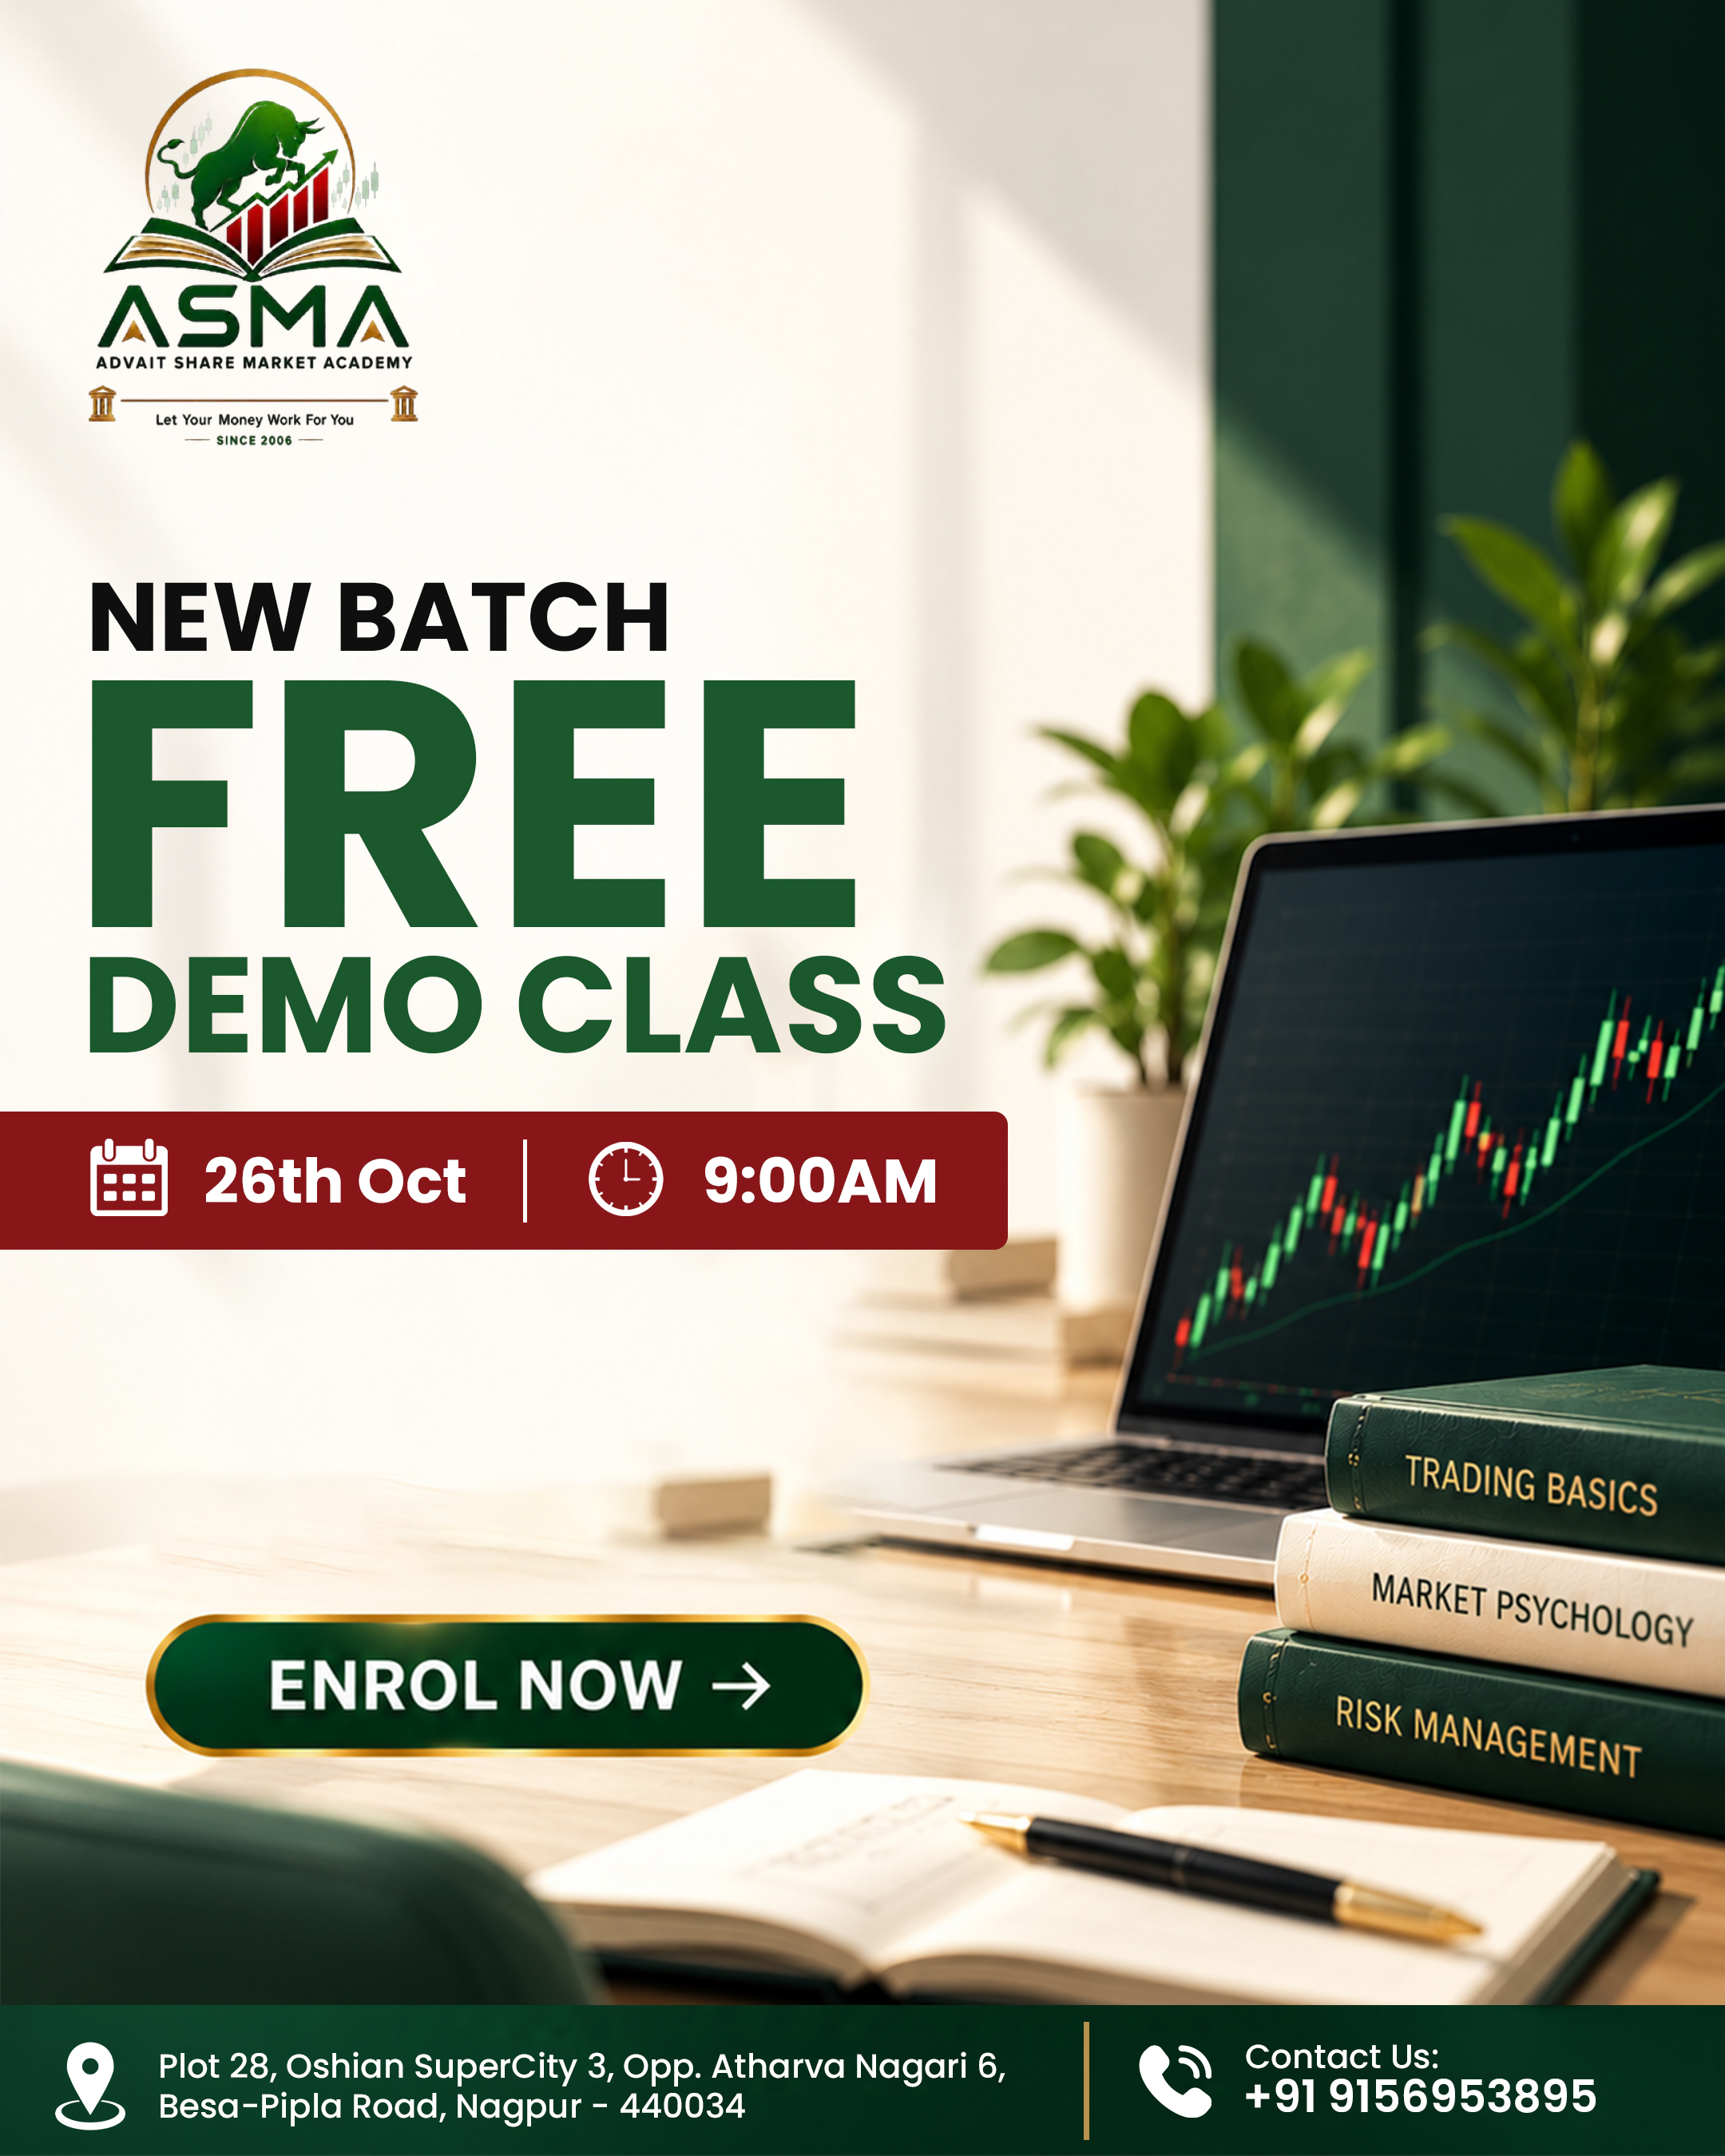 ASMA
ADVAIT SHARE MARKET ACADEMY
Let Your Money Work For You
SINCE 2006
NEW BATCH
FREE
DEMO CLASS
26th Oct
9:00AM
TRADING BASICS
MARKET PSYCHOLOGY
RISK MANAGEMENT
ENROL NOW →
Plot 28, Oshian SuperCity 3, Opp. Atharva Nagari 6,
Besa-Pipla Road, Nagpur - 440034
Contact Us:
+91 9156953895